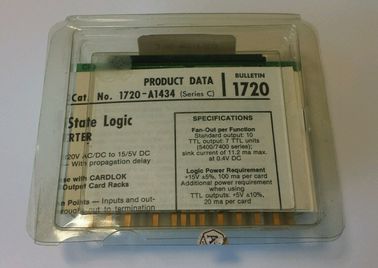 PRODUCT DATA
BULLETIN
1720
Cat. No. 1720-A1434 (Series C)
State Logic
RTER
20V AC/DC to 15/5V DC
With propagation delay
se with CARDLOK
Output Card Racks
Points — Inputs and out-
out to termination
SPECIFICATIONS
Fan-Out per Function
Standard output: 10
TTL output: 7 TTL units
(5400/7400 series);
sink current of 11.2 ma max.
at 0.4V DC
Logic Power Requirement
+15V ±5%, 100 ma per card
Additional power requirement
when using
TTL outputs: +5V ±10%,
20 ma per card